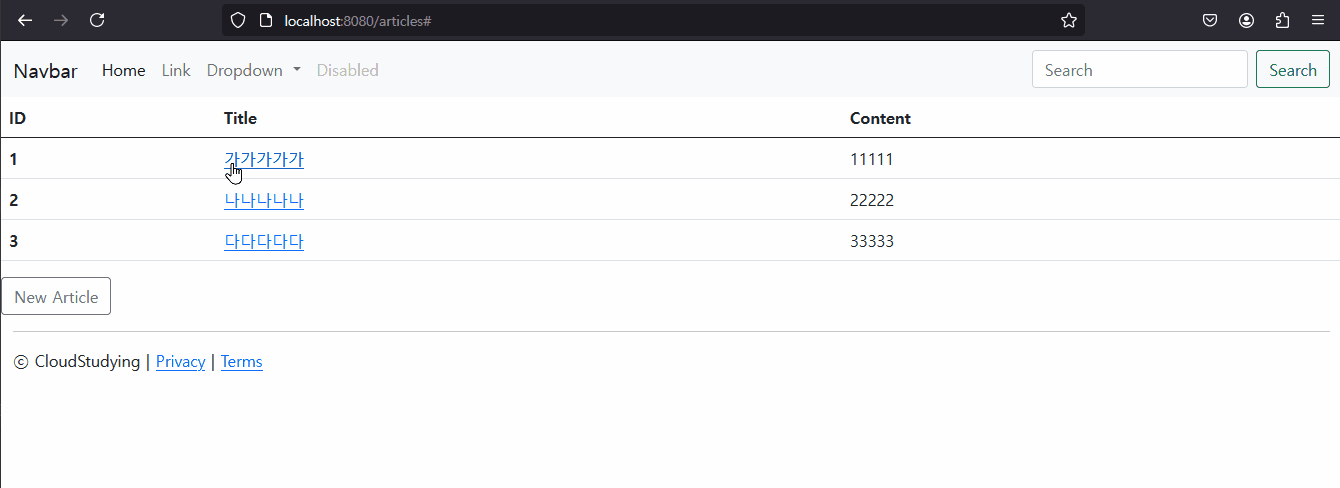 localhost:8080/articles#
Navbar Home Link Dropdown Disabled Search Search
ID Title Content
1 가가가가가 11111
2 나나나나나 22222
3 다다다다다 33333
New Article
ⓒ CloudStudying | Privacy | Terms